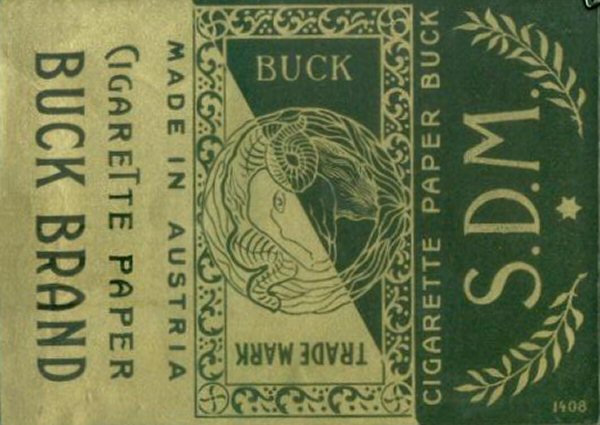 BUCK BRAND
CIGARETTE PAPER
MADE IN AUSTRIA
BUCK
TRADE MARK
CIGARETTE PAPER BUCK
S.D.M.
1408